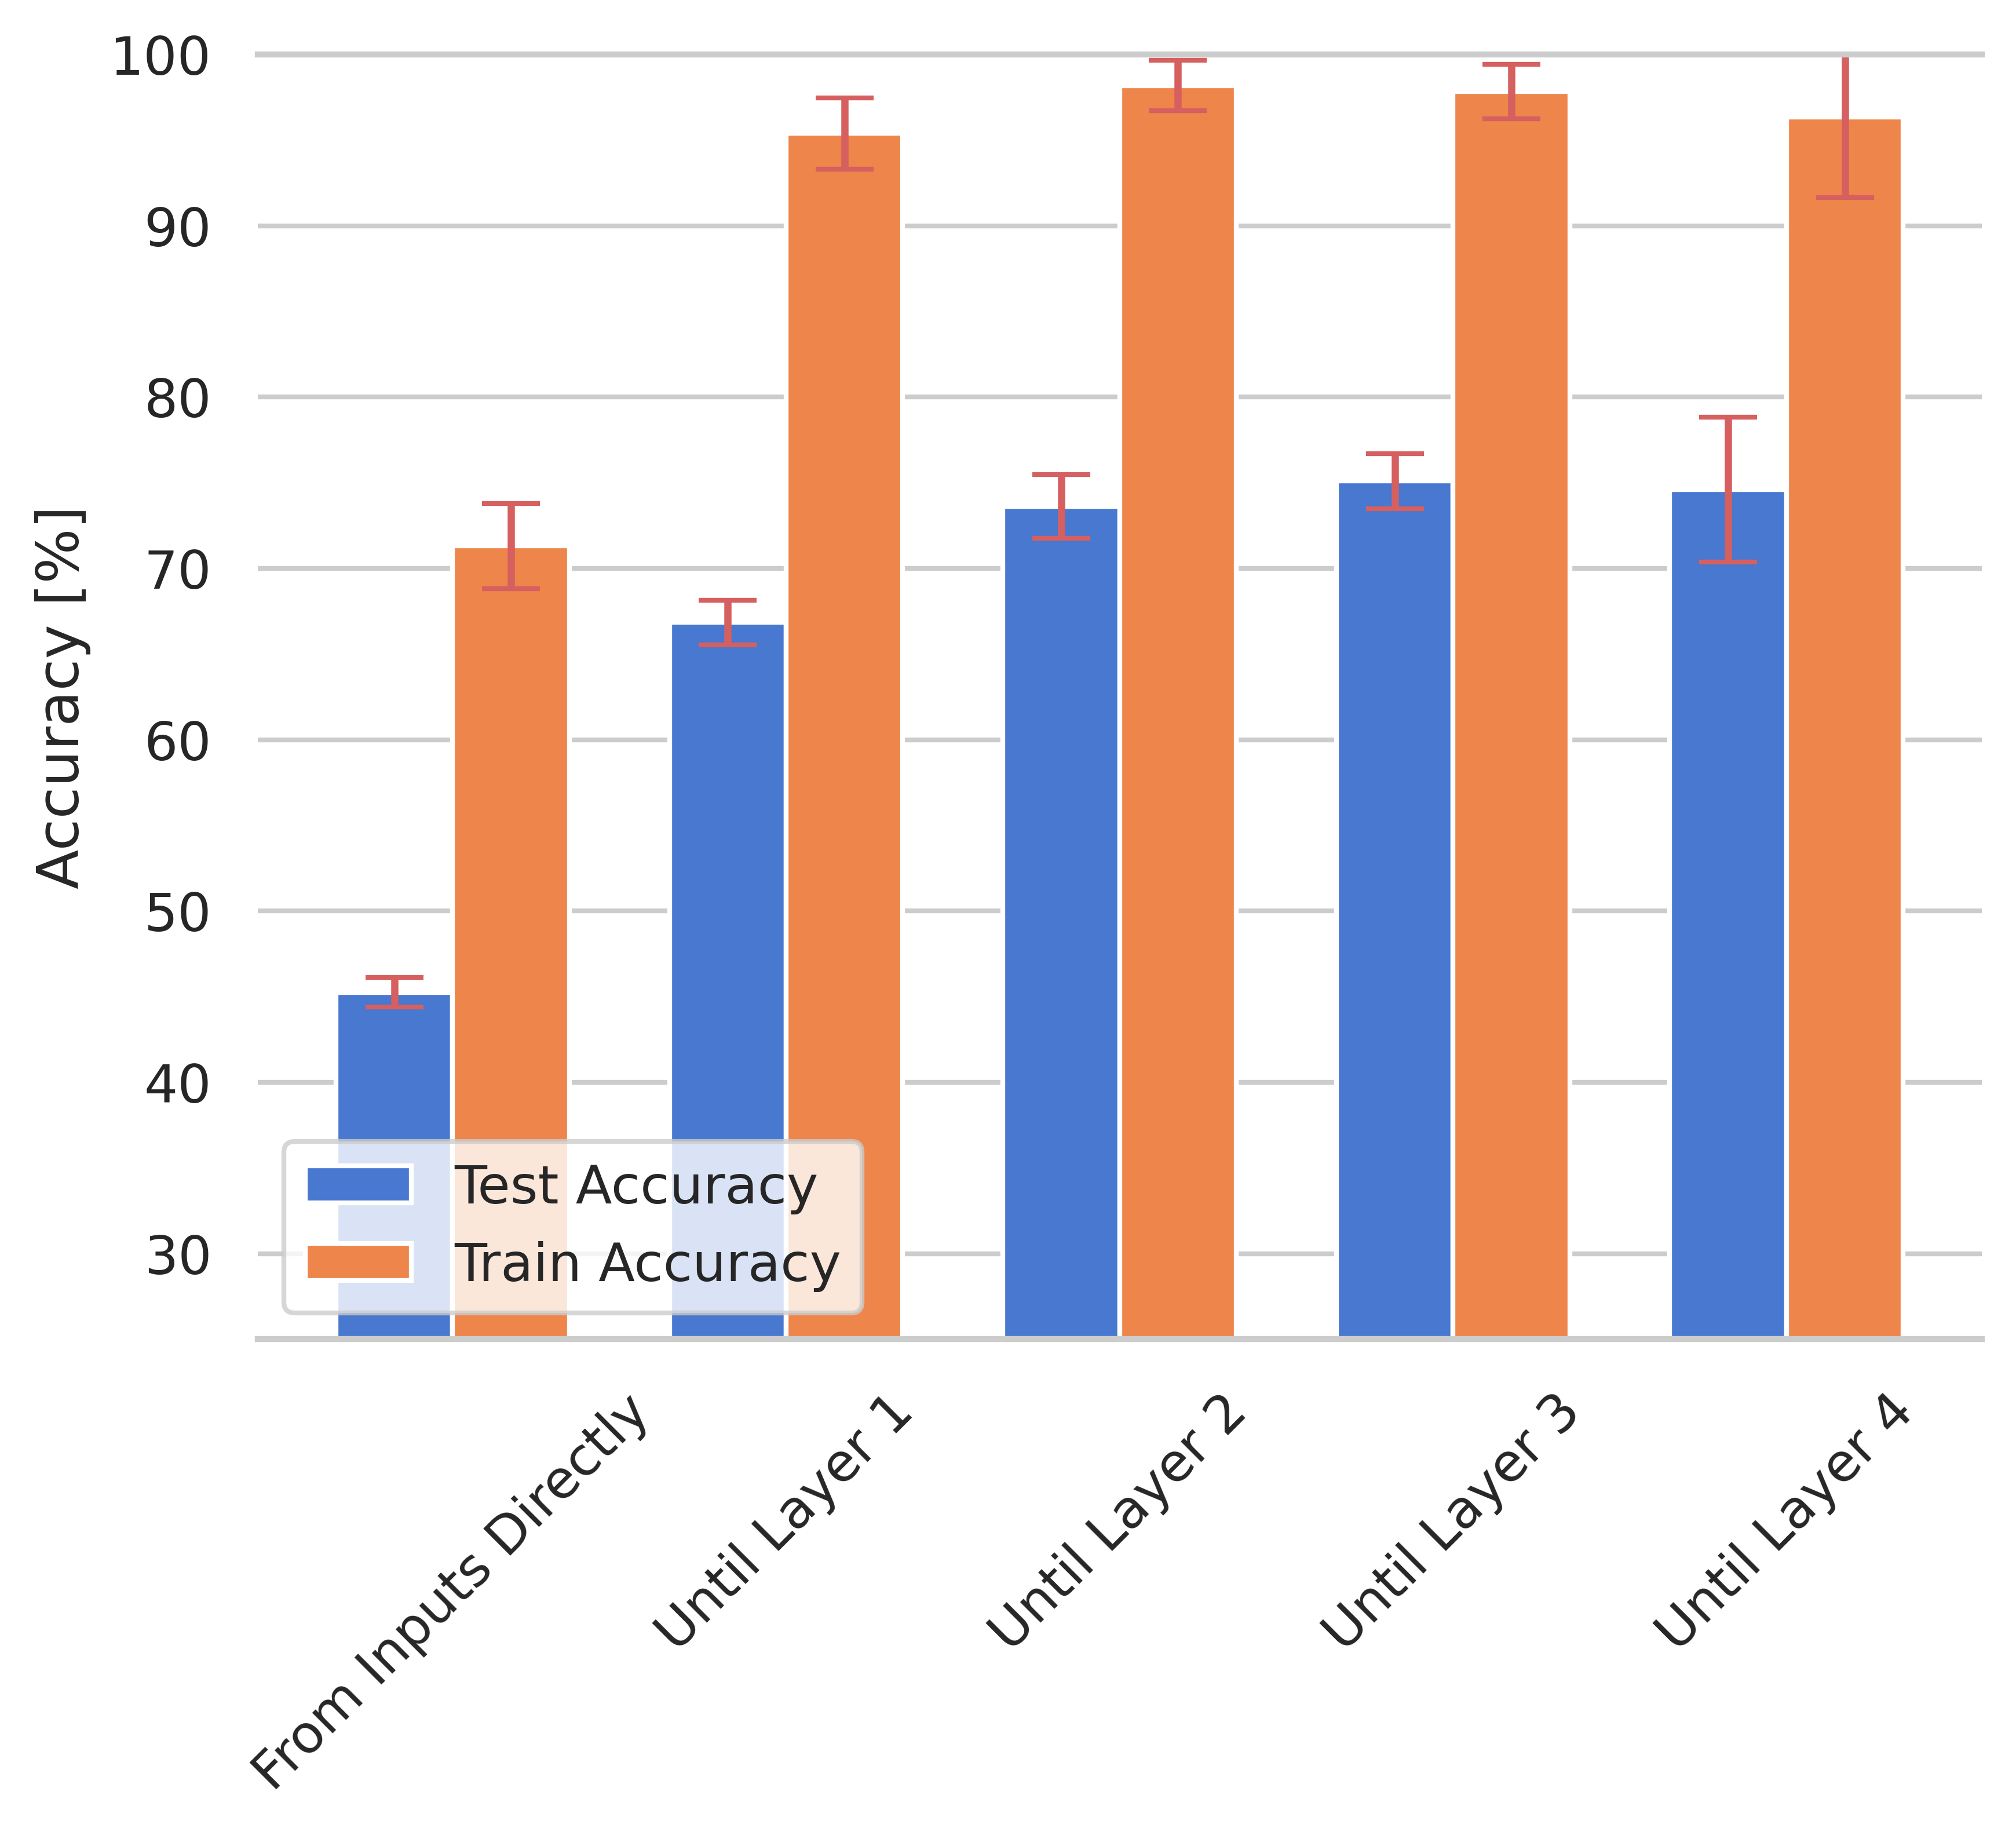 100
90
80
70
60
50
40
30
Accuracy [%]
Test Accuracy
Train Accuracy
From Inputs Directly
Until Layer 1
Until Layer 2
Until Layer 3
Until Layer 4